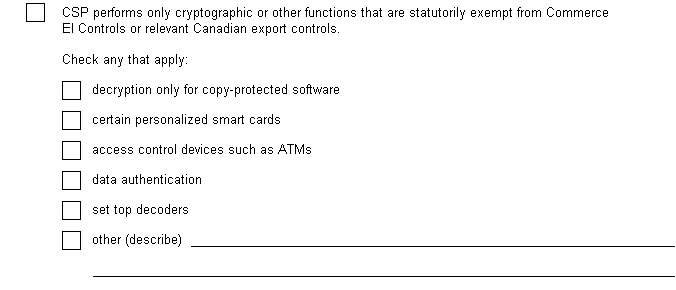 CSP performs only cryptographic or other functions that are statutorily exempt from Commerce
EI Controls or relevant Canadian export controls.
Check any that apply:
decryption only for copy-protected software
certain personalized smart cards
access control devices such as ATMs
data authentication
set top decoders
other (describe)